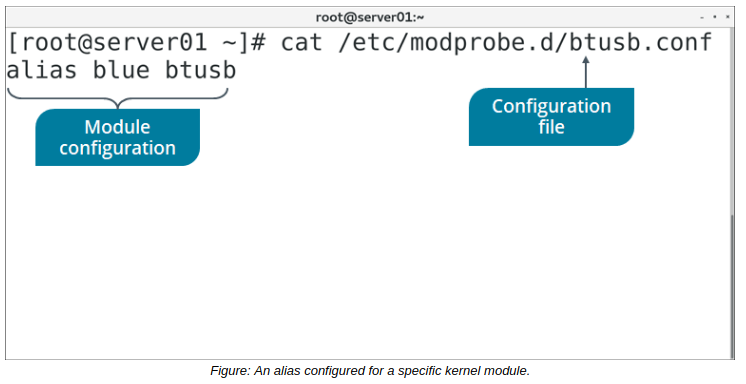 root@server01:~
[root@server01 ~]# cat /etc/modprobe.d/btusb.conf
alias blue btusb
Module
configuration
Configuration
file
Figure: An alias configured for a specific kernel module.